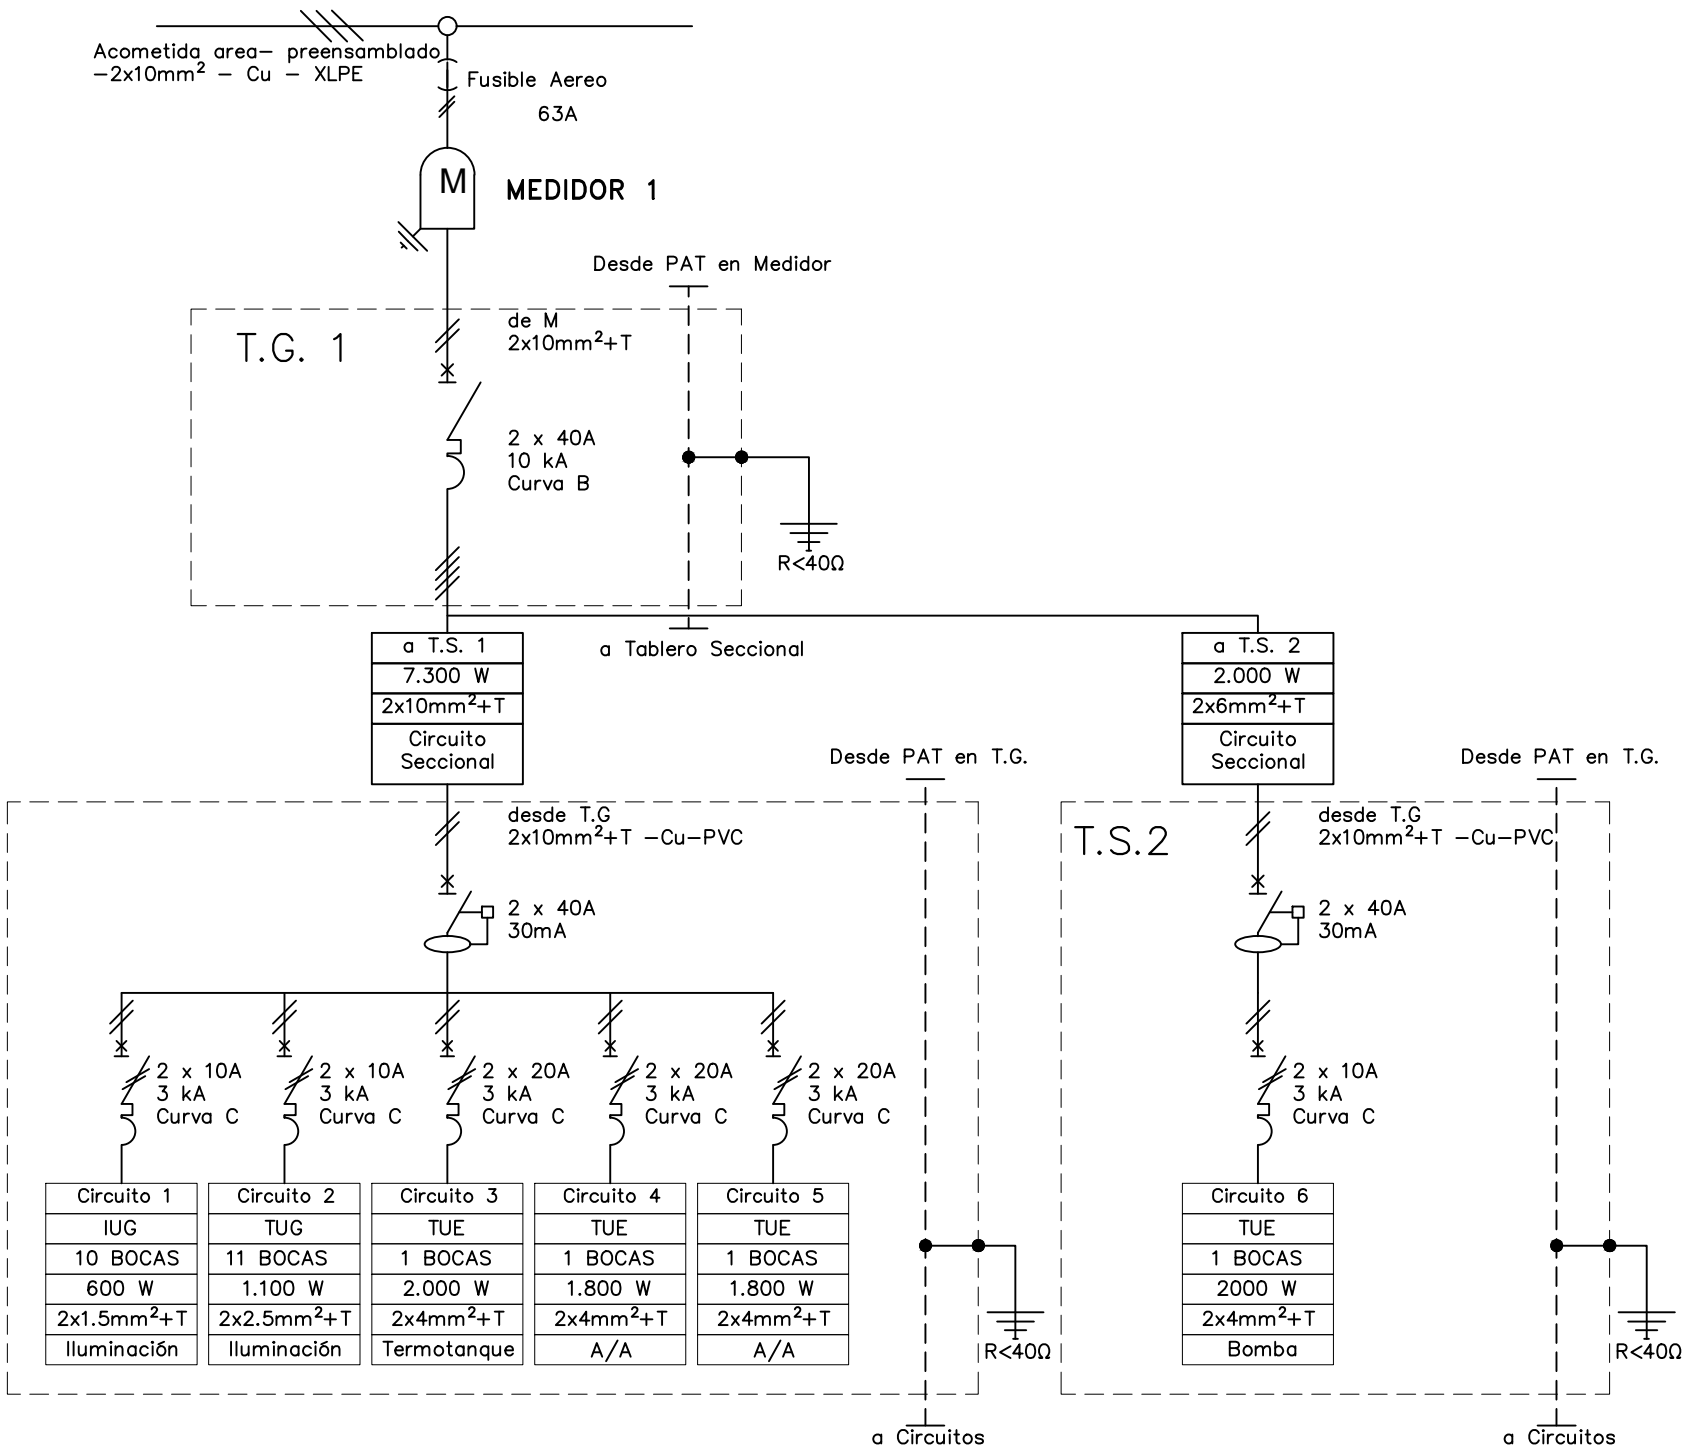 Acometida area- preensamblado
-2x10mm² - Cu - XLPE
Fusible Aereo
63A
M
MEDIDOR 1
Desde PAT en Medidor
T.G. 1
de M
2x10mm²+T
2 x 40A
10 kA
Curva B
R<40Ω
a Tablero Seccional
a T.S. 1
7.300 W
2x10mm²+T
Circuito
Seccional
a T.S. 2
2.000 W
2x6mm²+T
Circuito
Seccional
Desde PAT en T.G.
Desde PAT en T.G.
desde T.G
2x10mm²+T -Cu-PVC
2 x 40A
30mA
T.S.2
desde T.G
2x10mm²+T -Cu-PVC
2 x 40A
30mA
2 x 10A
3 kA
Curva C
2 x 10A
3 kA
Curva C
2 x 20A
3 kA
Curva C
2 x 20A
3 kA
Curva C
2 x 20A
3 kA
Curva C
2 x 10A
3 kA
Curva C
Circuito 1
IUG
10 BOCAS
600 W
2x1.5mm²+T
Iluminación
Circuito 2
TUG
11 BOCAS
1.100 W
2x2.5mm²+T
Iluminación
Circuito 3
TUE
1 BOCAS
2.000 W
2x4mm²+T
Termotanque
Circuito 4
TUE
1 BOCAS
1.800 W
2x4mm²+T
A/A
Circuito 5
TUE
1 BOCAS
1.800 W
2x4mm²+T
A/A
R<40Ω
Circuito 6
TUE
1 BOCAS
2000 W
2x4mm²+T
Bomba
R<40Ω
a Circuitos
a Circuitos